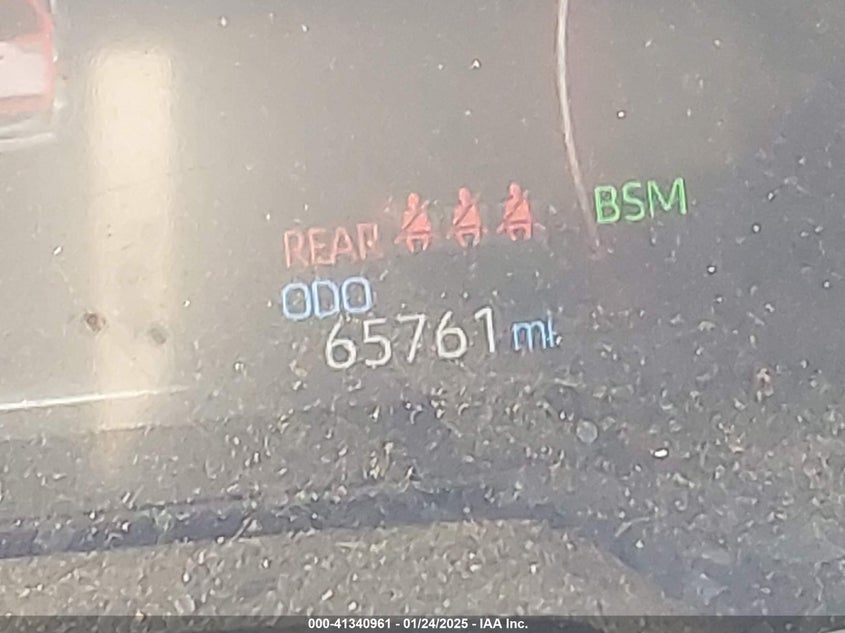 BSM
REAR
ODO
65761 mi.
000-41340961 - 01/24/2025 - IAA Inc.